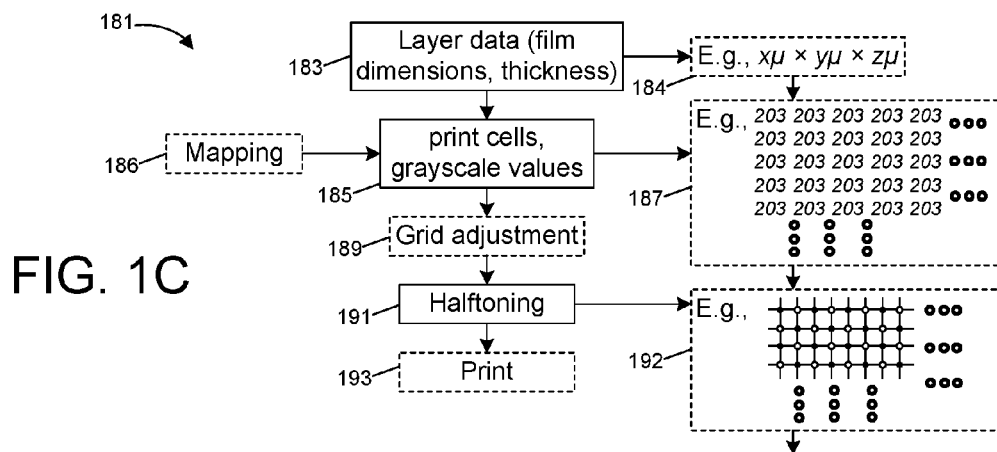 181
183
Layer data (film
dimensions, thickness)
184
E.g., xμ × yμ × zμ
186
Mapping
185
print cells,
grayscale values
187
E.g.,
203 203 203 203 203
203 203 203 203 203
203 203 203 203 203
203 203 203 203 203
203 203 203 203 203
189
Grid adjustment
FIG. 1C
191
Halftoning
192
E.g.,
193
Print